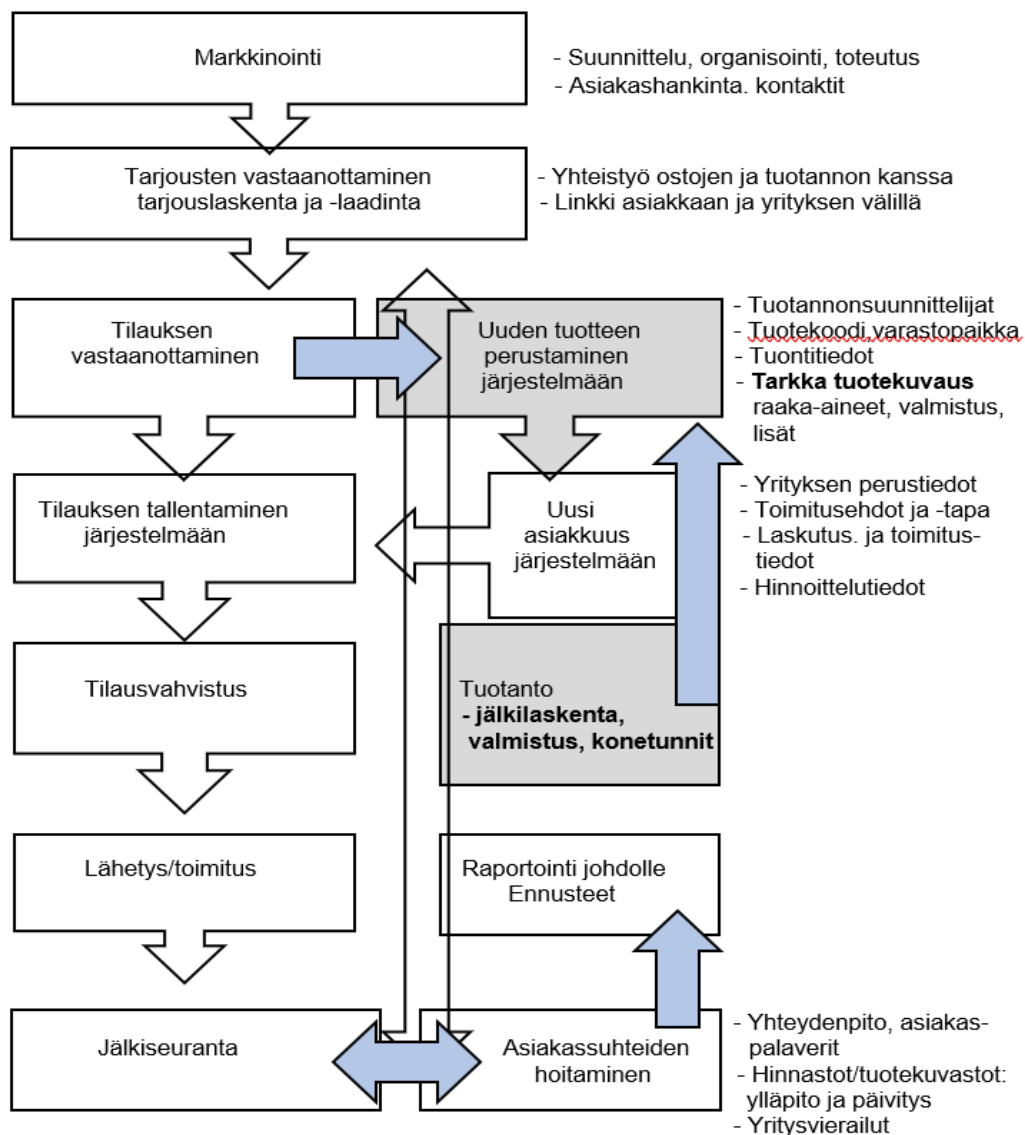 Markkinointi
- Suunnittelu, organisointi, toteutus
- Asiakashankinta. kontaktit
Tarjousten vastaanottaminen
tarjouslaskenta ja -laadinta
- Yhteistyö ostojen ja tuotannon kanssa
- Linkki asiakkaan ja yrityksen välillä
Tilauksen
vastaanottaminen
Uuden tuotteen
perustaminen
järjestelmään
- Tuotannonsuunnittelijat
- Tuotekoodi,varastopaikka
- Tuontitiedot
- Tarkka tuotekuvaus
raaka-aineet, valmistus,
lisät
Tilauksen tallentaminen
järjestelmään
Uusi
asiakkuus
järjestelmään
- Yrityksen perustiedot
- Toimitusehdot ja -tapa
- Laskutus. ja toimitus-
tiedot
- Hinnoittelutiedot
Tilausvahvistus
Tuotanto
- jälkilaskenta,
valmistus, konetunnit
Lähetys/toimitus
Raportointi johdolle
Ennusteet
Jälkiseuranta
Asiakassuhteiden
hoitaminen
- Yhteydenpito, asiakas-
palaverit
- Hinnastot/tuotekuvastot:
ylläpito ja päivitys
- Yritysvierailut